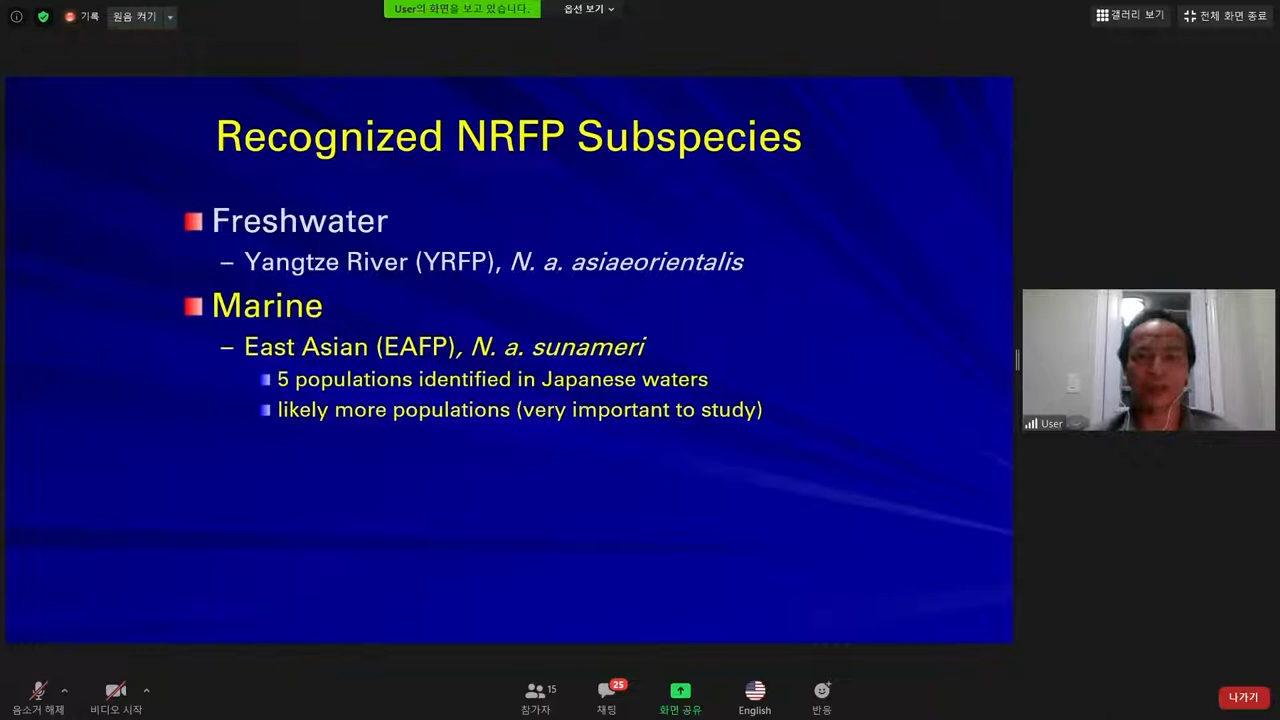 기록
원음 켜기
User의 화면을 보고 있습니다.
옵션 보기
갤러리 보기
전체 화면 종료
Recognized NRFP Subspecies
Freshwater
– Yangtze River (YRFP), N. a. asiaeorientalis
Marine
– East Asian (EAFP), N. a. sunameri
5 populations identified in Japanese waters
likely more populations (very important to study)
User
음소거 해제
비디오 시작
15
참가자
25
채팅
화면 공유
English
반응
나가기